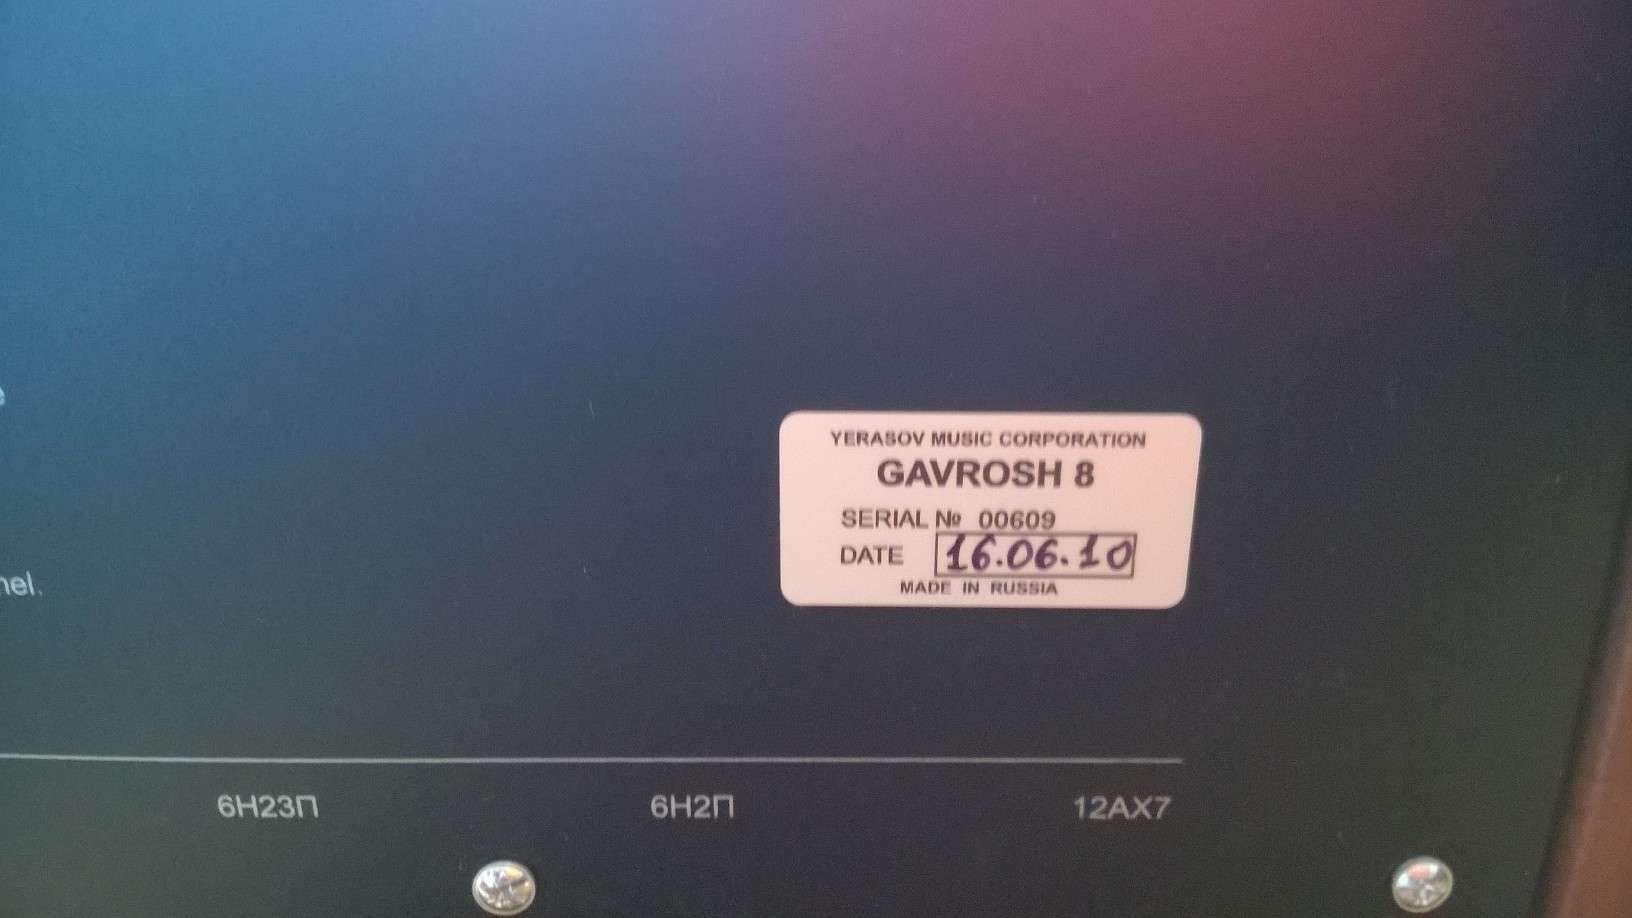 YERASOV MUSIC CORPORATION
GAVROSH 8
SERIAL № 00609
DATE 16.06.10
MADE IN RUSSIA
nel.
6Н23П 6Н2П 12AX7